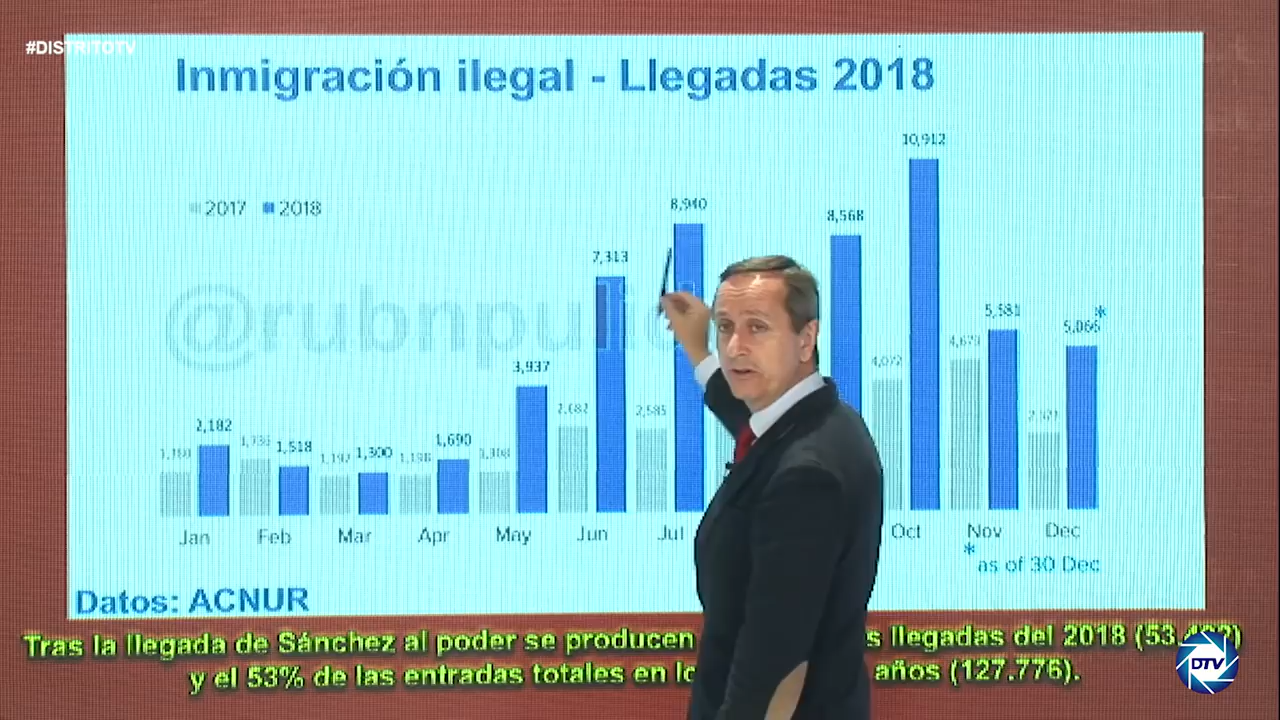 #DISTRITOTV
Inmigración ilegal - Llegadas 2018
2017 2018
@rubnpuli
2,182
1,518
1,300
1,690
3,937
2,682
7,313
2,585
8,940
8,568
4,072
10,912
5,581
5,066*
Jan Feb Mar Apr May Jun Jul Oct Nov Dec
*as of 30 Dec
Datos: ACNUR
Tras la llegada de Sánchez al poder se producen llegadas del 2018
y el 53% de las entradas totales en años (127.776).
DTV